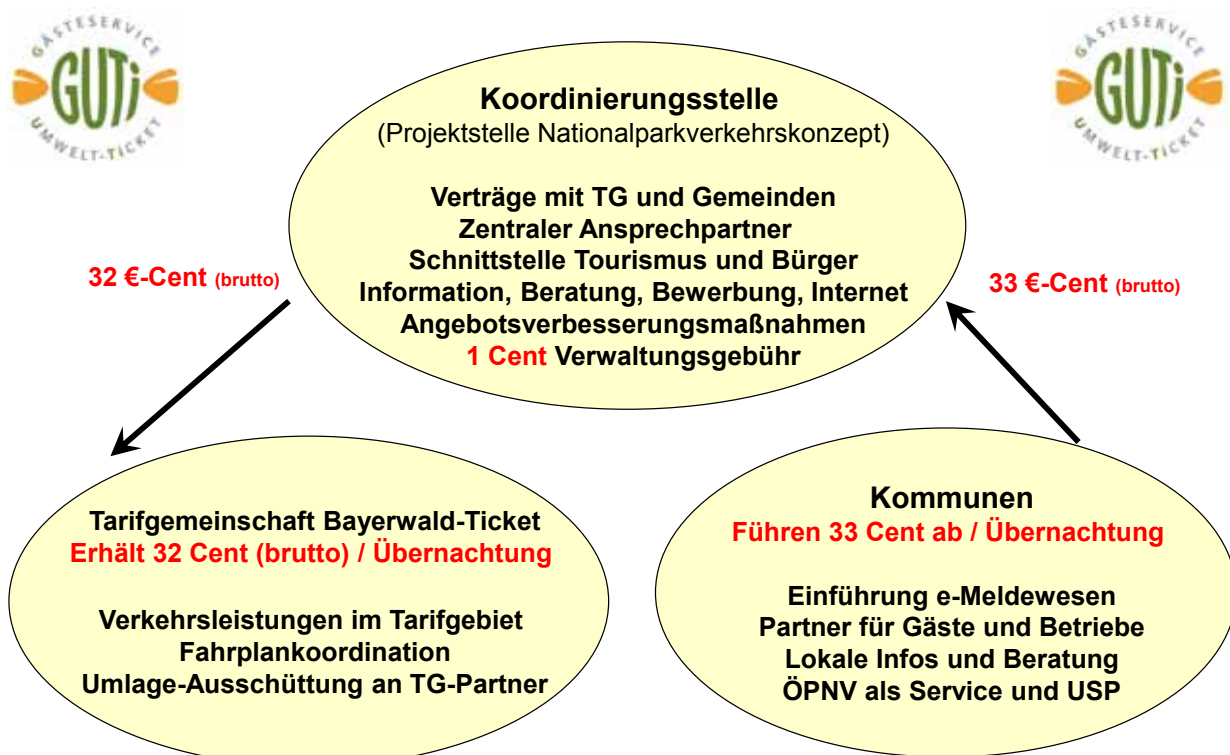 GÄSTESERVICE
GUTi
UMWELT-TICKET
GÄSTESERVICE
GUTi
UMWELT-TICKET
Koordinierungsstelle
(Projektstelle Nationalparkverkehrskonzept)
Verträge mit TG und Gemeinden
Zentraler Ansprechpartner
Schnittstelle Tourismus und Bürger
Information, Beratung, Bewerbung, Internet
Angebotsverbesserungsmaßnahmen
1 Cent Verwaltungsgebühr
32 €-Cent (brutto)
33 €-Cent (brutto)
Tarifgemeinschaft Bayerwald-Ticket
Erhält 32 Cent (brutto) / Übernachtung
Verkehrsleistungen im Tarifgebiet
Fahrplankoordination
Umlage-Ausschüttung an TG-Partner
Kommunen
Führen 33 Cent ab / Übernachtung
Einführung e-Meldewesen
Partner für Gäste und Betriebe
Lokale Infos und Beratung
ÖPNV als Service und USP